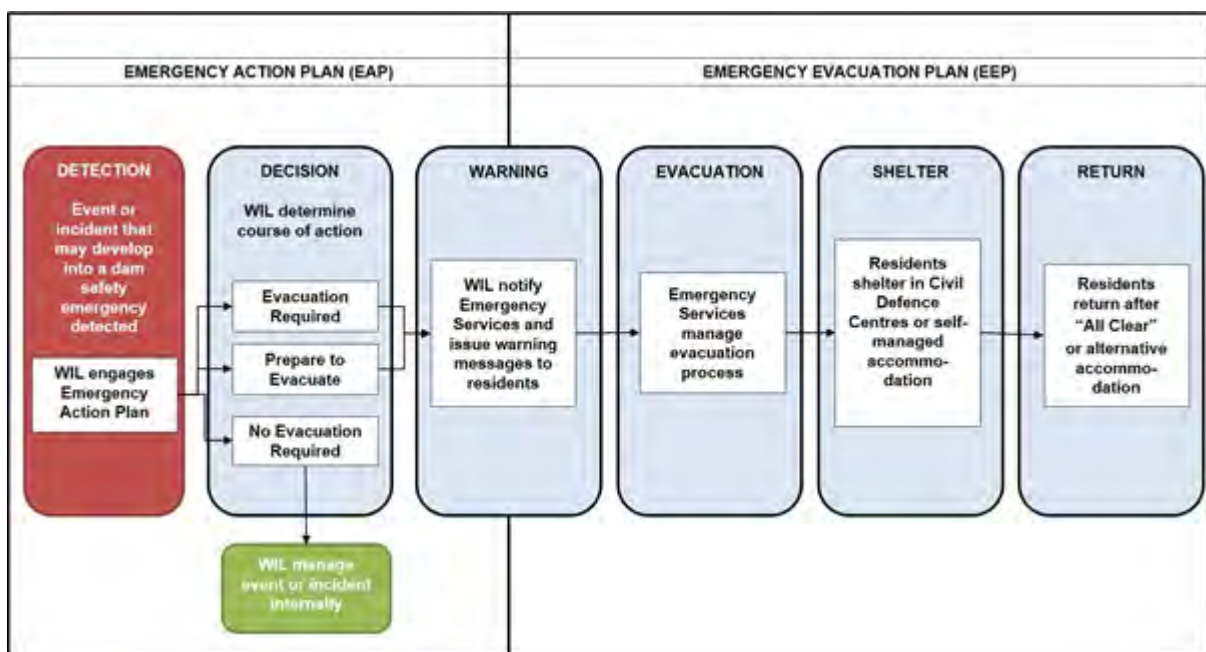 EMERGENCY ACTION PLAN (EAP)
EMERGENCY EVACUATION PLAN (EEP)
DETECTION
Event or
incident that
may develop
into a dam
safety
emergency
detected
WIL engages
Emergency
Action Plan
DECISION
WIL determine
course of action
Evacuation
Required
Prepare to
Evacuate
No Evacuation
Required
WIL manage
event or incident
internally
WARNING
WIL notify
Emergency
Services and
issue warning
messages to
residents
EVACUATION
Emergency
Services
manage
evacuation
process
SHELTER
Residents
shelter in Civil
Defence
Centres or self-
managed
accommo-
dation
RETURN
Residents
return after
“All Clear”
or alternative
accommo-
dation